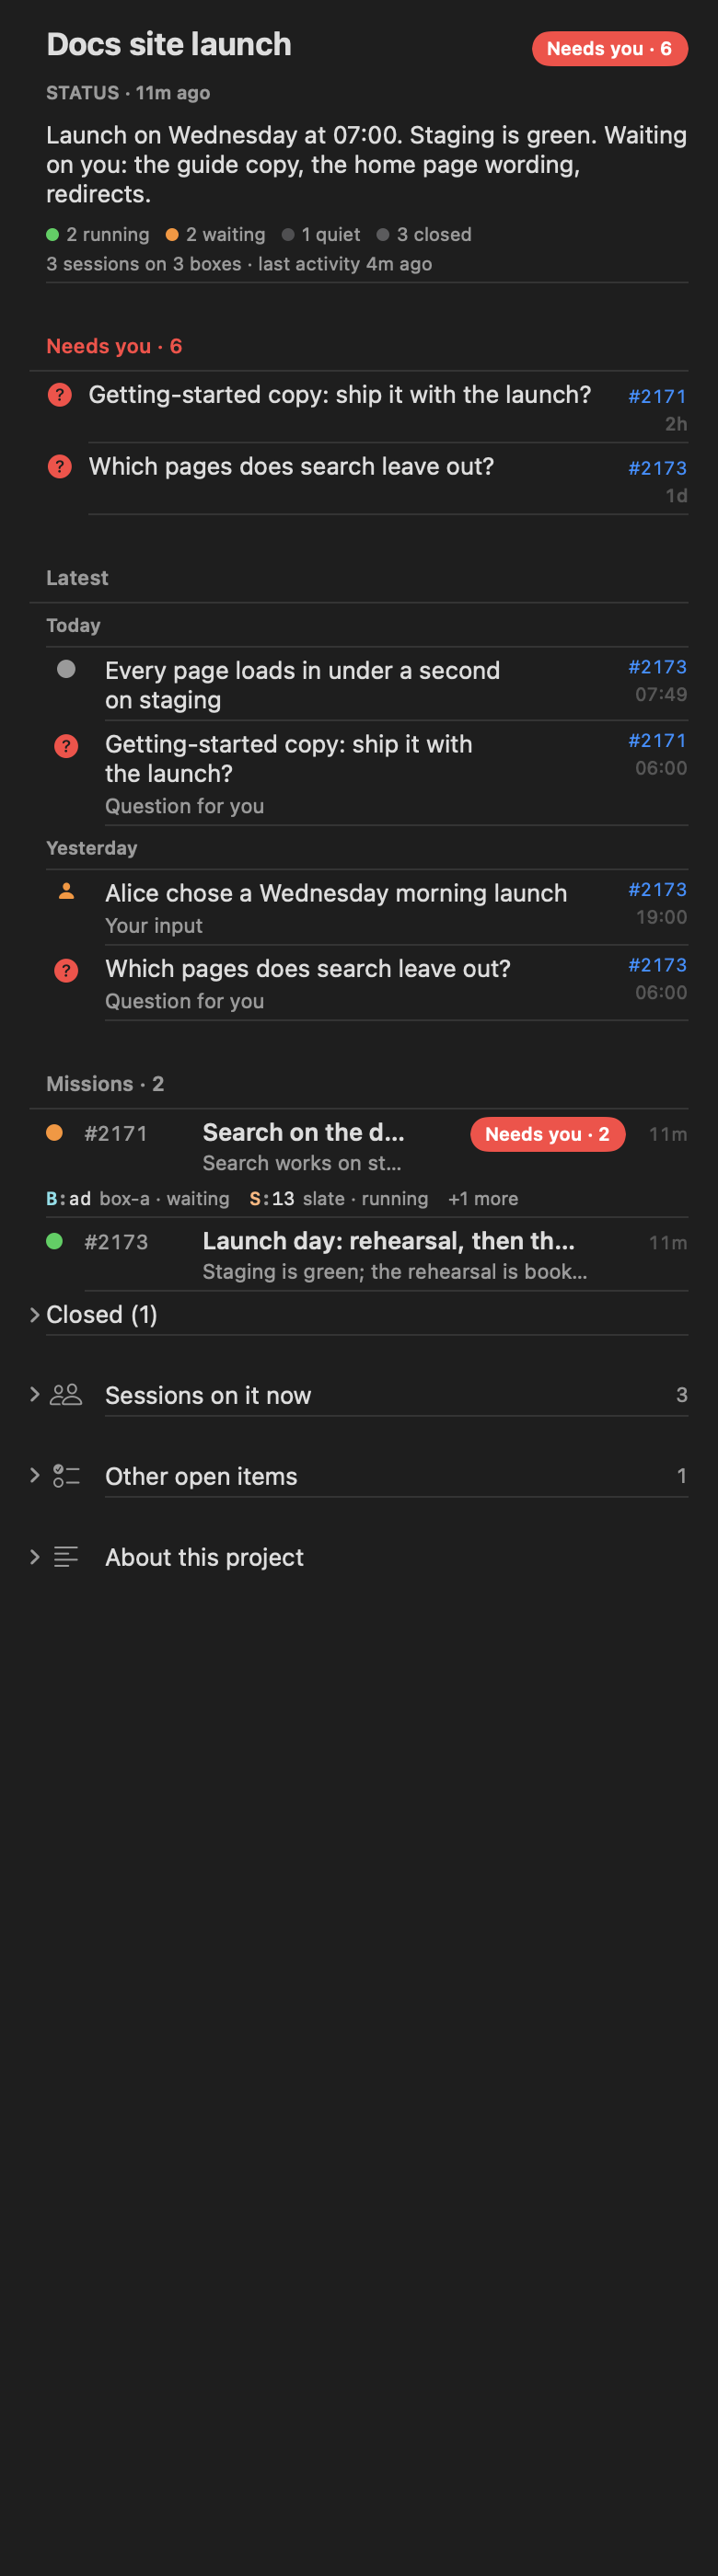 Docs site launch
Needs you · 6
STATUS · 11m ago
Launch on Wednesday at 07:00. Staging is green. Waiting
on you: the guide copy, the home page wording,
redirects.
2 running 2 waiting 1 quiet 3 closed
3 sessions on 3 boxes · last activity 4m ago
Needs you · 6
? Getting-started copy: ship it with the launch? #2171
2h
? Which pages does search leave out? #2173
1d
Latest
Today
Every page loads in under a second #2173
on staging 07:49
? Getting-started copy: ship it with #2171
the launch? 06:00
Question for you
Yesterday
Alice chose a Wednesday morning launch #2173
Your input 19:00
? Which pages does search leave out? #2173
Question for you 06:00
Missions · 2
#2171 Search on the d... Needs you · 2 11m
Search works on st...
B:ad box-a · waiting S:13 slate · running +1 more
#2173 Launch day: rehearsal, then th... 11m
Staging is green; the rehearsal is book...
Closed (1)
Sessions on it now 3
Other open items 1
About this project